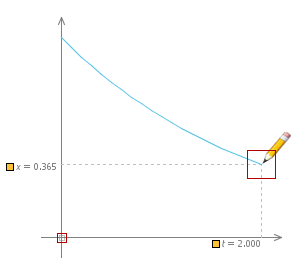 x = 0.365
t = 2.000